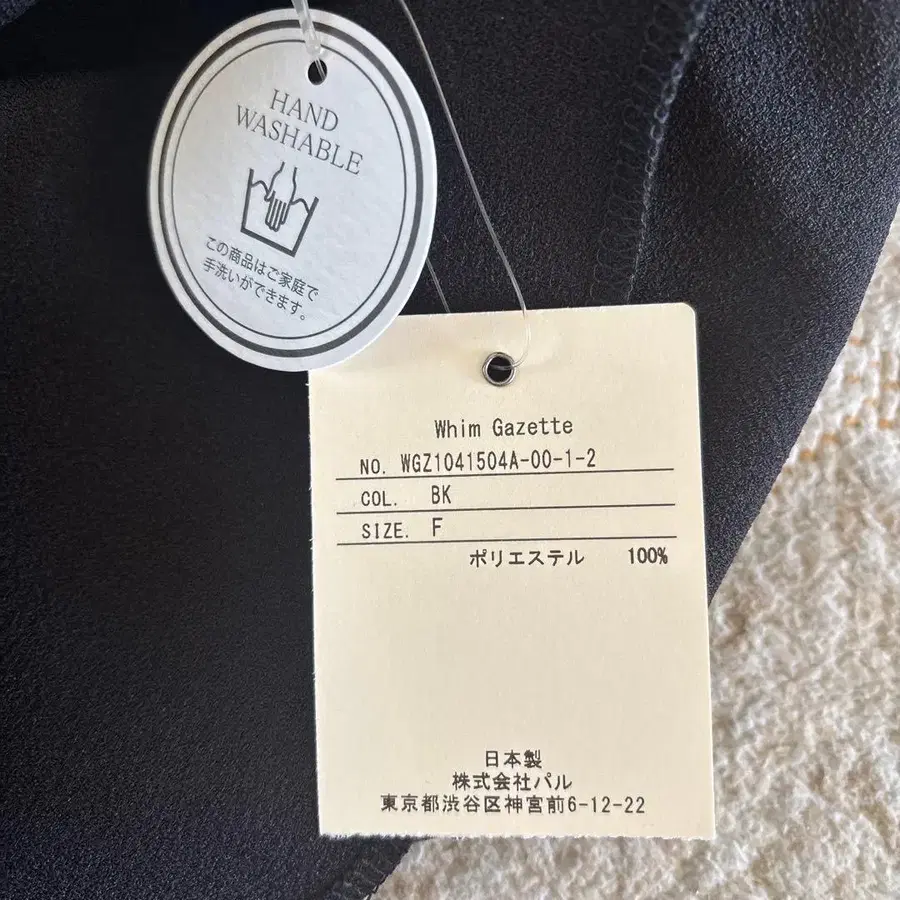 HAND
WASHABLE
この商品はご家庭で
手洗いができます。
Whim Gazette
NO. WGZ1041504A-00-1-2
COL. BK
SIZE. F
ポリエステル 100%
日本製
株式会社パル
東京都渋谷区神宮前6-12-22